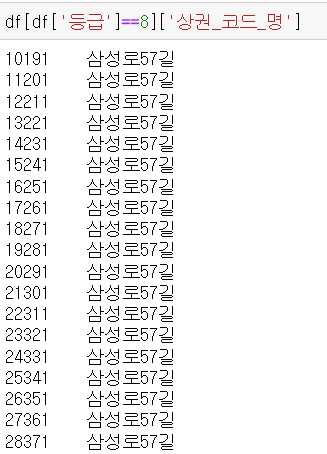 df[df['등급']==8]['상권_코드_명']
10191 삼성로57길
11201 삼성로57길
12211 삼성로57길
13221 삼성로57길
14231 삼성로57길
15241 삼성로57길
16251 삼성로57길
17261 삼성로57길
18271 삼성로57길
19281 삼성로57길
20291 삼성로57길
21301 삼성로57길
22311 삼성로57길
23321 삼성로57길
24331 삼성로57길
25341 삼성로57길
26351 삼성로57길
27361 삼성로57길
28371 삼성로57길